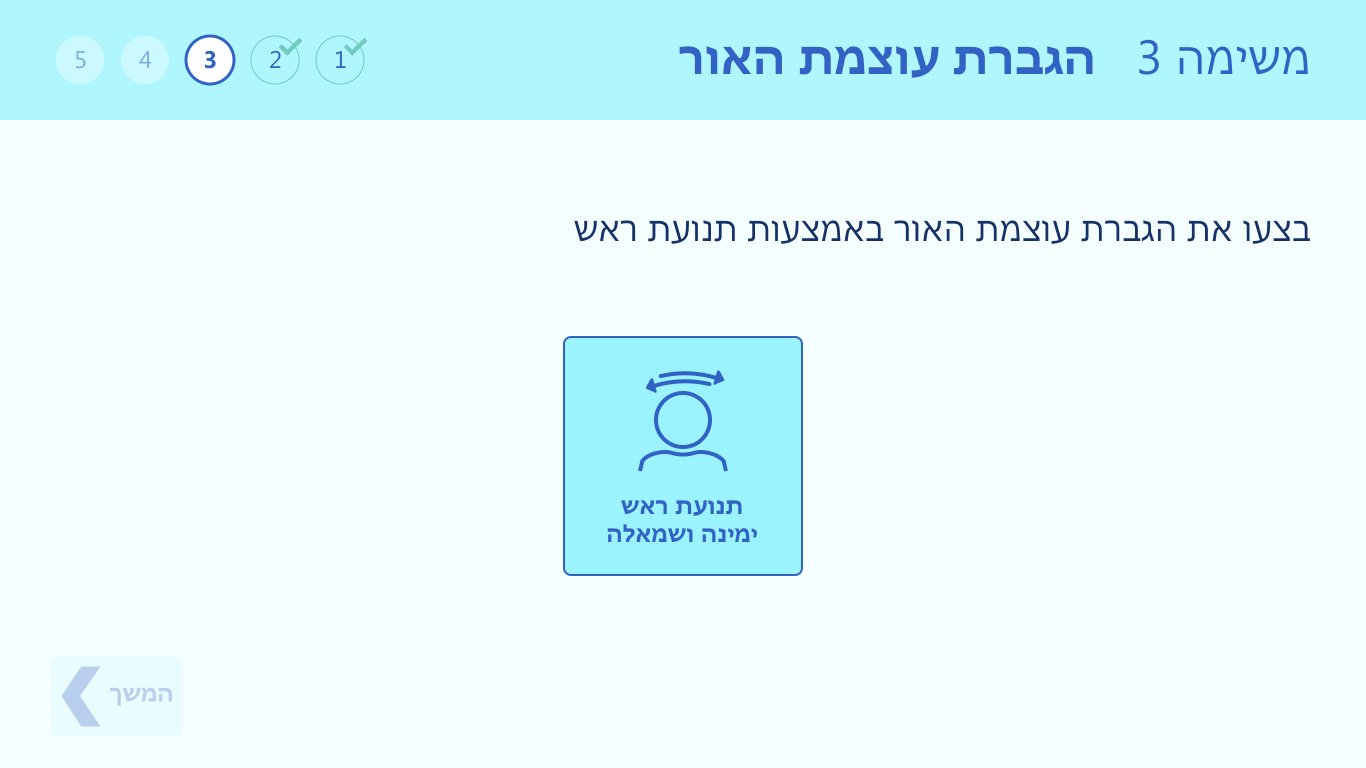 משימה 3 הגברת עוצמת האור
1 2 3 4 5
בצעו את הגברת עוצמת האור באמצעות תנועת ראש
תנועת ראש
ימינה ושמאלה
המשך